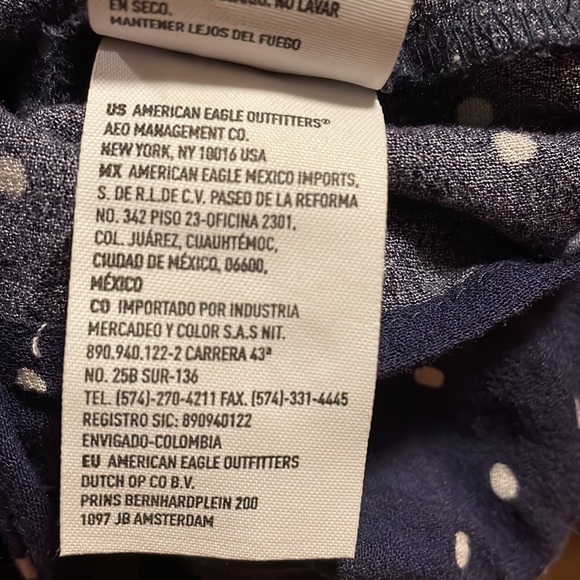 NO LAVAR
EN SECO.
MANTENER LEJOS DEL FUEGO
US AMERICAN EAGLE OUTFITTERS®
AEO MANAGEMENT CO.
NEW YORK, NY 10016 USA
MX AMERICAN EAGLE MEXICO IMPORTS,
S. DE R.L.DE C.V. PASEO DE LA REFORMA
NO. 342 PISO 23-OFICINA 2301,
COL. JUÁREZ, CUAUHTÉMOC,
CIUDAD DE MÉXICO, 06600,
MÉXICO
CO IMPORTADO POR INDUSTRIA
MERCADEO Y COLOR S.A.S NIT.
890.940.122-2 CARRERA 43ª
NO. 25B SUR-136
TEL. (574)-270-4211 FAX. (574)-331-4445
REGISTRO SIC: 890940122
ENVIGADO-COLOMBIA
EU AMERICAN EAGLE OUTFITTERS
DUTCH OP CO B.V.
PRINS BERNHARDPLEIN 200
1097 JB AMSTERDAM